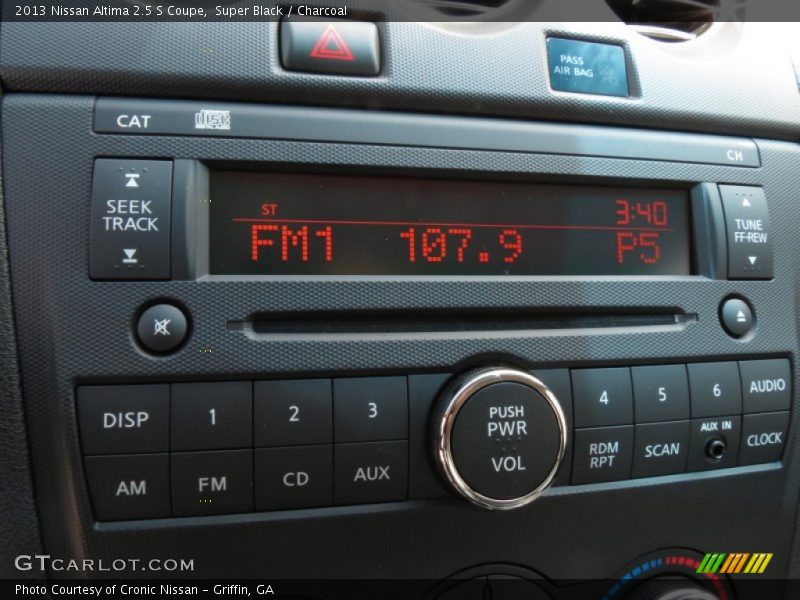 2013 Nissan Altima 2.5 S Coupe, Super Black / Charcoal
PASS
AIR BAG
CAT
disc
DIGITAL AUDIO
CH
SEEK
TRACK
ST
3:40
FM1 107.9 P5
TUNE
FF-REW
DISP
1
2
3
AM
FM
CD
AUX
PUSH
PWR
VOL
4
5
6
AUDIO
RDM
RPT
SCAN
AUX IN
CLOCK
GTCARLOT.COM
Photo Courtesy of Cronic Nissan - Griffin, GA